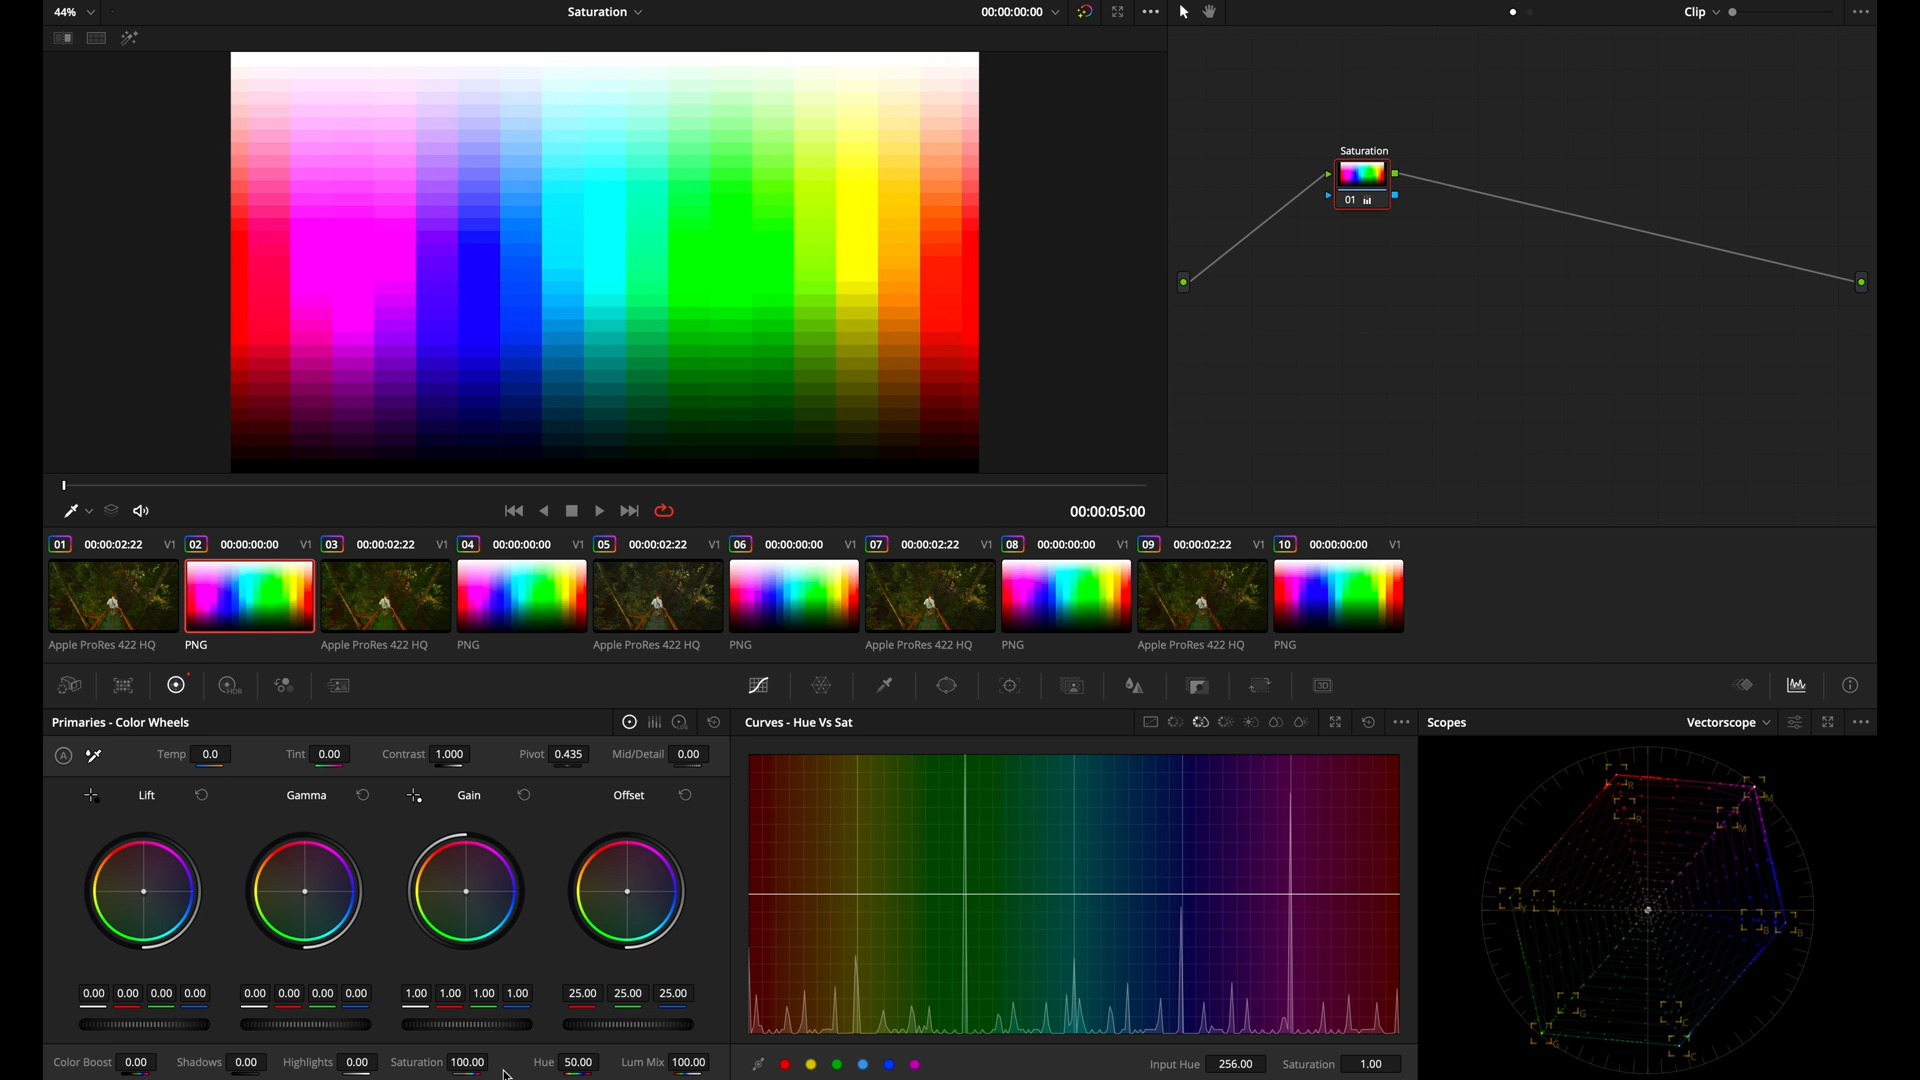 44% Saturation 00:00:00:00 Clip
Saturation
01
00:00:05:00
01 00:00:02:22 V1 02 00:00:00:00 V1 03 00:00:02:22 V1 04 00:00:00:00 V1 05 00:00:02:22 V1 06 00:00:00:00 V1 07 00:00:02:22 V1 08 00:00:00:00 V1 09 00:00:02:22 V1 10 00:00:00:00 V1
Apple ProRes 422 HQ PNG Apple ProRes 422 HQ PNG Apple ProRes 422 HQ PNG Apple ProRes 422 HQ PNG Apple ProRes 422 HQ PNG
HDR 3D
Primaries - Color Wheels LOG Curves - Hue Vs Sat Scopes Vectorscope
A Temp 0.0 Tint 0.00 Contrast 1.000 Pivot 0.435 Mid/Detail 0.00
Lift Gamma Gain Offset
R M
R M
Y Y B B
G C
G C
0.00 0.00 0.00 0.00 0.00 0.00 0.00 0.00 1.00 1.00 1.00 1.00 25.00 25.00 25.00
Color Boost 0.00 Shadows 0.00 Highlights 0.00 Saturation 100.00 Hue 50.00 Lum Mix 100.00 Input Hue 256.00 Saturation 1.00